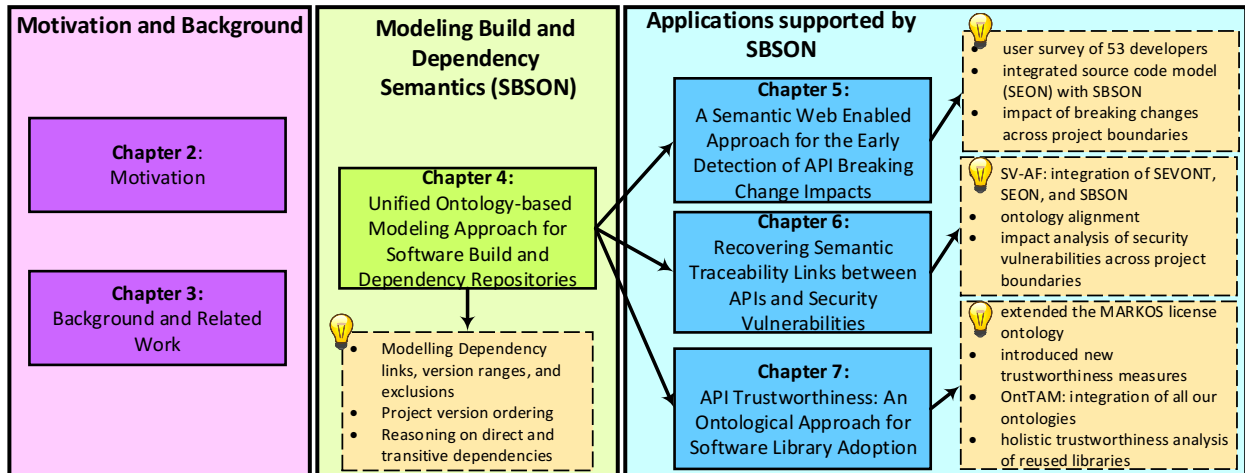 Motivation and Background
Chapter 2:
Motivation
Chapter 3:
Background and Related
Work
Modeling Build and
Dependency
Semantics (SBSON)
Chapter 4:
Unified Ontology-based
Modeling Approach for
Software Build and
Dependency Repositories
• Modelling Dependency
links, version ranges, and
exclusions
• Project version ordering
• Reasoning on direct and
transitive dependencies
Applications supported by
SBSON
Chapter 5:
A Semantic Web Enabled
Approach for the Early
Detection of API Breaking
Change Impacts
Chapter 6:
Recovering Semantic
Traceability Links between
APIs and Security
Vulnerabilities
Chapter 7:
API Trustworthiness: An
Ontological Approach for
Software Library Adoption
• user survey of 53 developers
• integrated source code model
(SEON) with SBSON
• impact of breaking changes
across project boundaries
• SV-AF: integration of SEVONT,
SEON, and SBSON
• ontology alignment
• impact analysis of security
vulnerabilities across project
boundaries
• extended the MARKOS license
ontology
• introduced new
trustworthiness measures
• OntTAM: integration of all our
ontologies
• holistic trustworthiness analysis
of reused libraries